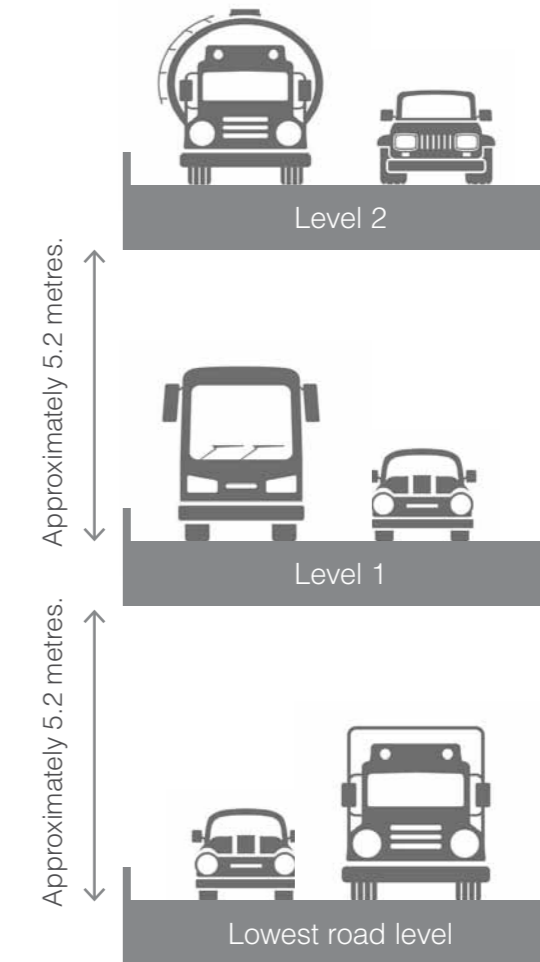 Level 2
Approximately 5.2 metres.
Level 1
Approximately 5.2 metres.
Lowest road level